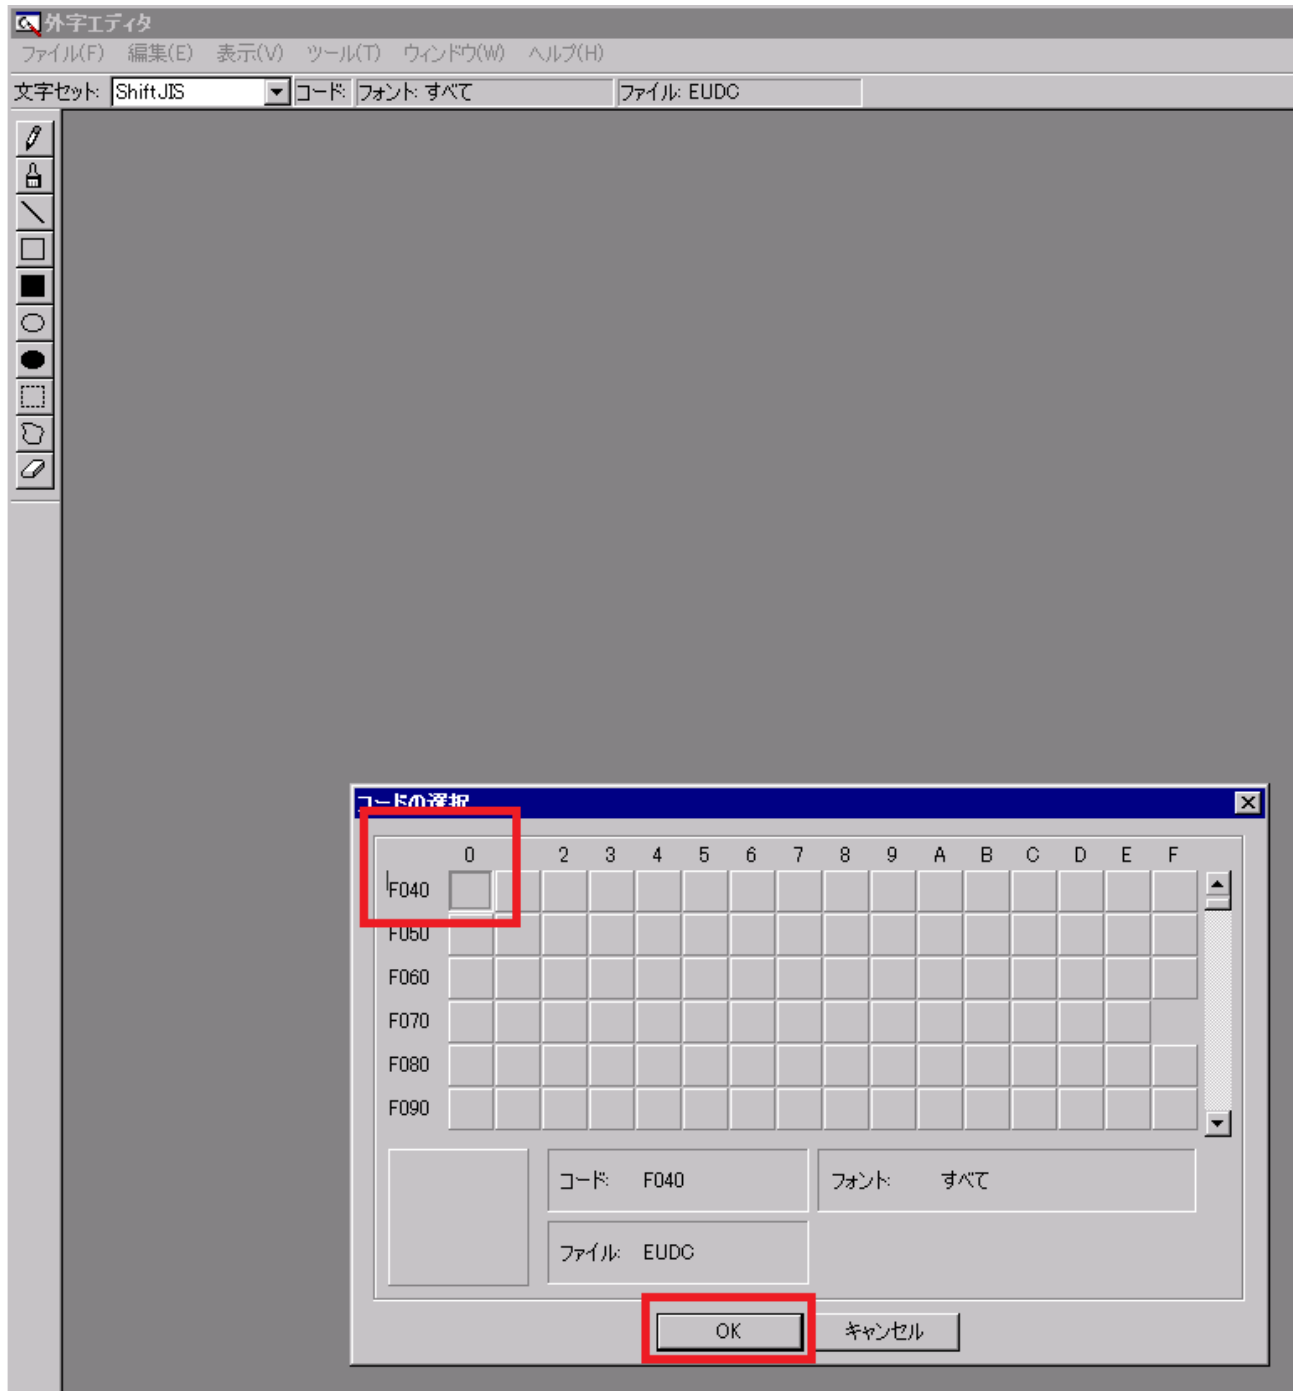 外字エディタ
ファイル(F) 編集(E) 表示(V) ツール(T) ウィンドウ(W) ヘルプ(H)
文字セット: ShiftJIS コード: フォント: すべて ファイル: EUDC
コードの選択
0 2 3 4 5 6 7 8 9 A B C D E F
F040
F050
F060
F070
F080
F090
コード: F040 フォント: すべて
ファイル: EUDC
OK キャンセル